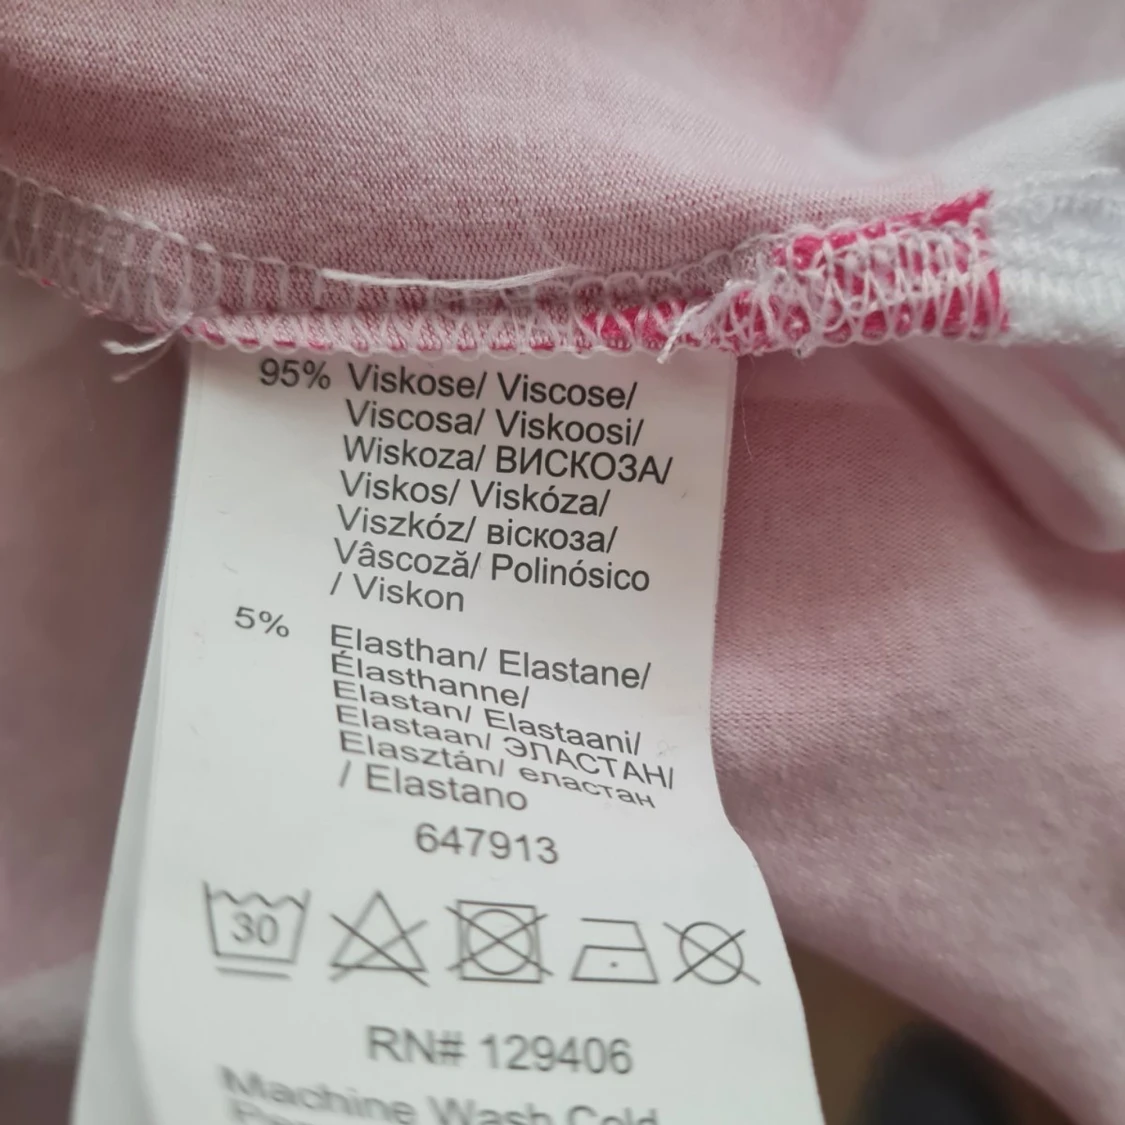 95% Viskose/ Viscose/
Viscosa/ Viskoosi/
Wiskoza/ ВИСКОЗА/
Viskos/ Viskóza/
Viszkóz/ віскоза/
Vâscoză/ Polinósico
/ Viskon
5% Elasthan/ Elastane/
Élasthanne/
Elastan/ Elastaani/
Elastaan/ ЭЛАСТАН/
Elasztán/ еластан
/ Elastano
647913
30
RN# 129406
Machine Wash Cold